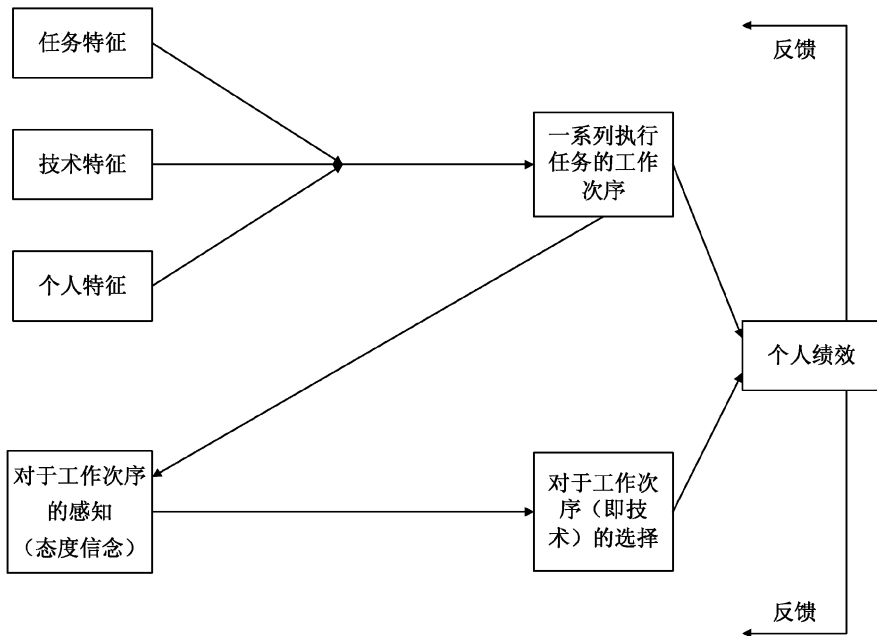 任务特征
反馈
技术特征
一系列执行
任务的工作
次序
个人特征
个人绩效
对于工作次序
的感知
（态度信念）
对于工作次
序（即技
术）的选择
反馈